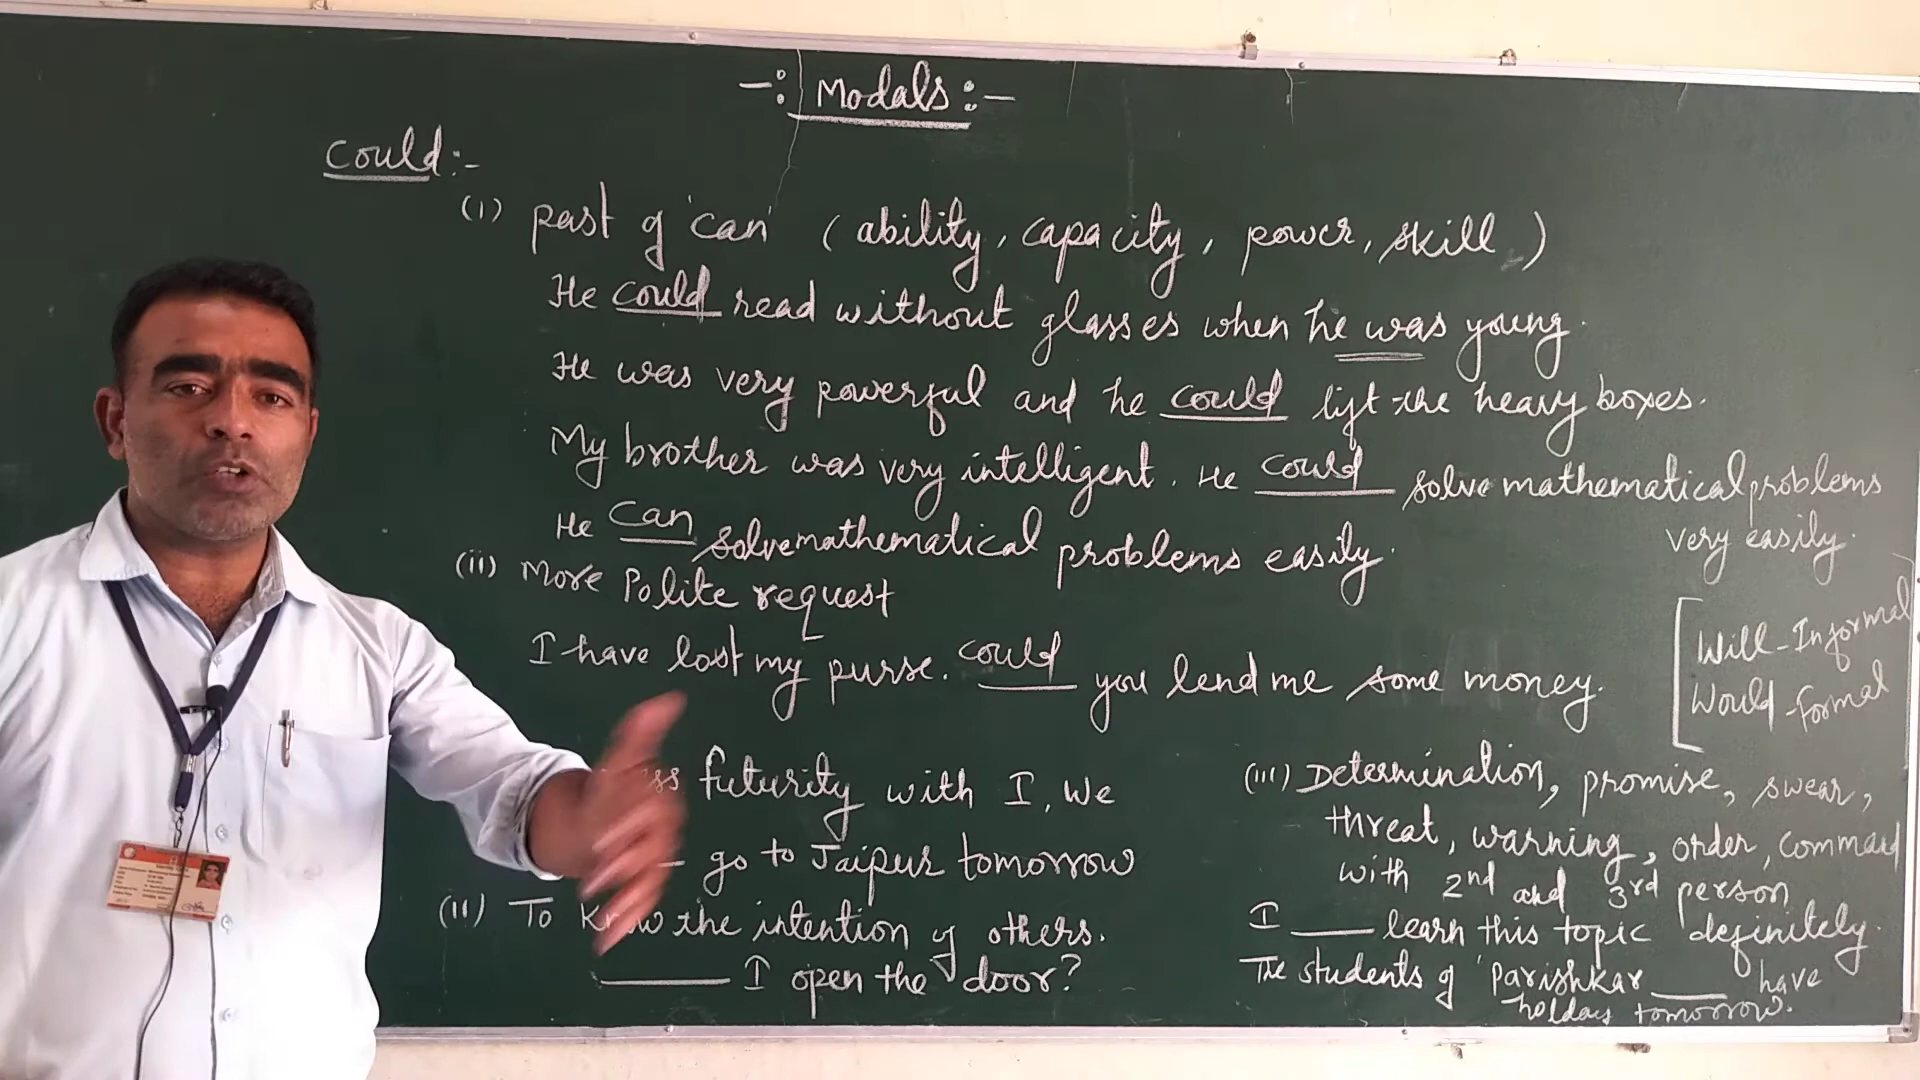 -: Modals :-
Could:-
(i) past of 'can' (ability, capacity, power, skill)
He could read without glasses when he was young.
He was very powerful and he could lift the heavy boxes.
My brother was very intelligent. He could solve mathematical problems
very easily.
He can solve mathematical problems easily.
(ii) More Polite request
I have lost my purse. Could you lend me some money.
Will - Informal
Would - Formal
futurity with I, We
go to Jaipur tomorrow
(ii) To know the intention of others.
____ I open the door?
(iii) Determination, promise, swear,
threat, warning, order, command
with 2nd and 3rd person
I ____ learn this topic definitely.
The students of 'Parishkar ____ have
holdays tomorrow.